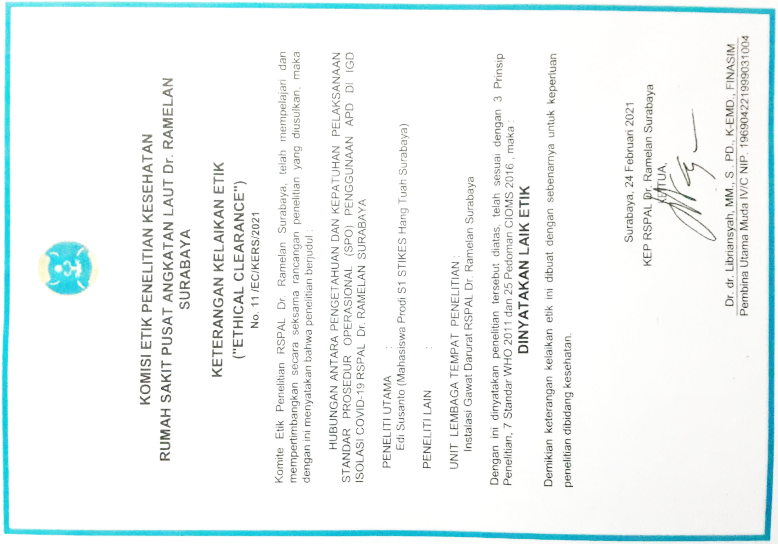 KOMISI ETIK PENELITIAN KESEHATAN
RUMAH SAKIT PUSAT ANGKATAN LAUT Dr. RAMELAN
SURABAYA
KETERANGAN KELAIKAN ETIK
("ETHICAL CLEARANCE")
No. 11 /EC/KERS/2021
Komite Etik Penelitian RSPAL Dr. Ramelan Surabaya, telah mempelajari dan
mempertimbangkan secara seksama rancangan penelitian yang diusulkan, maka
dengan ini menyatakan bahwa penelitian berjudul :
HUBUNGAN ANTARA PENGETAHUAN DAN KEPATUHAN PELAKSANAAN
STANDAR PROSEDUR OPERASIONAL (SPO) PENGGUNAAN APD DI IGD
ISOLASI COVID-19 RSPAL Dr. RAMELAN SURABAYA
PENELITI UTAMA :
Edi Susanto (Mahasiswa Prodi S1 STIKES Hang Tuah Surabaya)
PENELITI LAIN :
UNIT LEMBAGA TEMPAT PENELITIAN :
Instalasi Gawat Darurat RSPAL Dr. Ramelan Surabaya
Dengan ini dinyatakan penelitian tersebut diatas, telah sesuai dengan 3 Prinsip
Penelitian, 7 Standar WHO 2011 dan 25 Pedoman CIOMS 2016 , maka :
DINYATAKAN LAIK ETIK
Demikian keterangan kelaikan etik ini dibuat dengan sebenarnya untuk keperluan
penelitian dibidang kesehatan.
Surabaya, 24 Februari 2021
KEP RSPAL Dr. Ramelan Surabaya
KETUA,
Dr. dr. Libriansyah, MM., S . PD., K-EMD., FINASIM
Pembina Utama Muda IV/C NIP. 196904221999031004